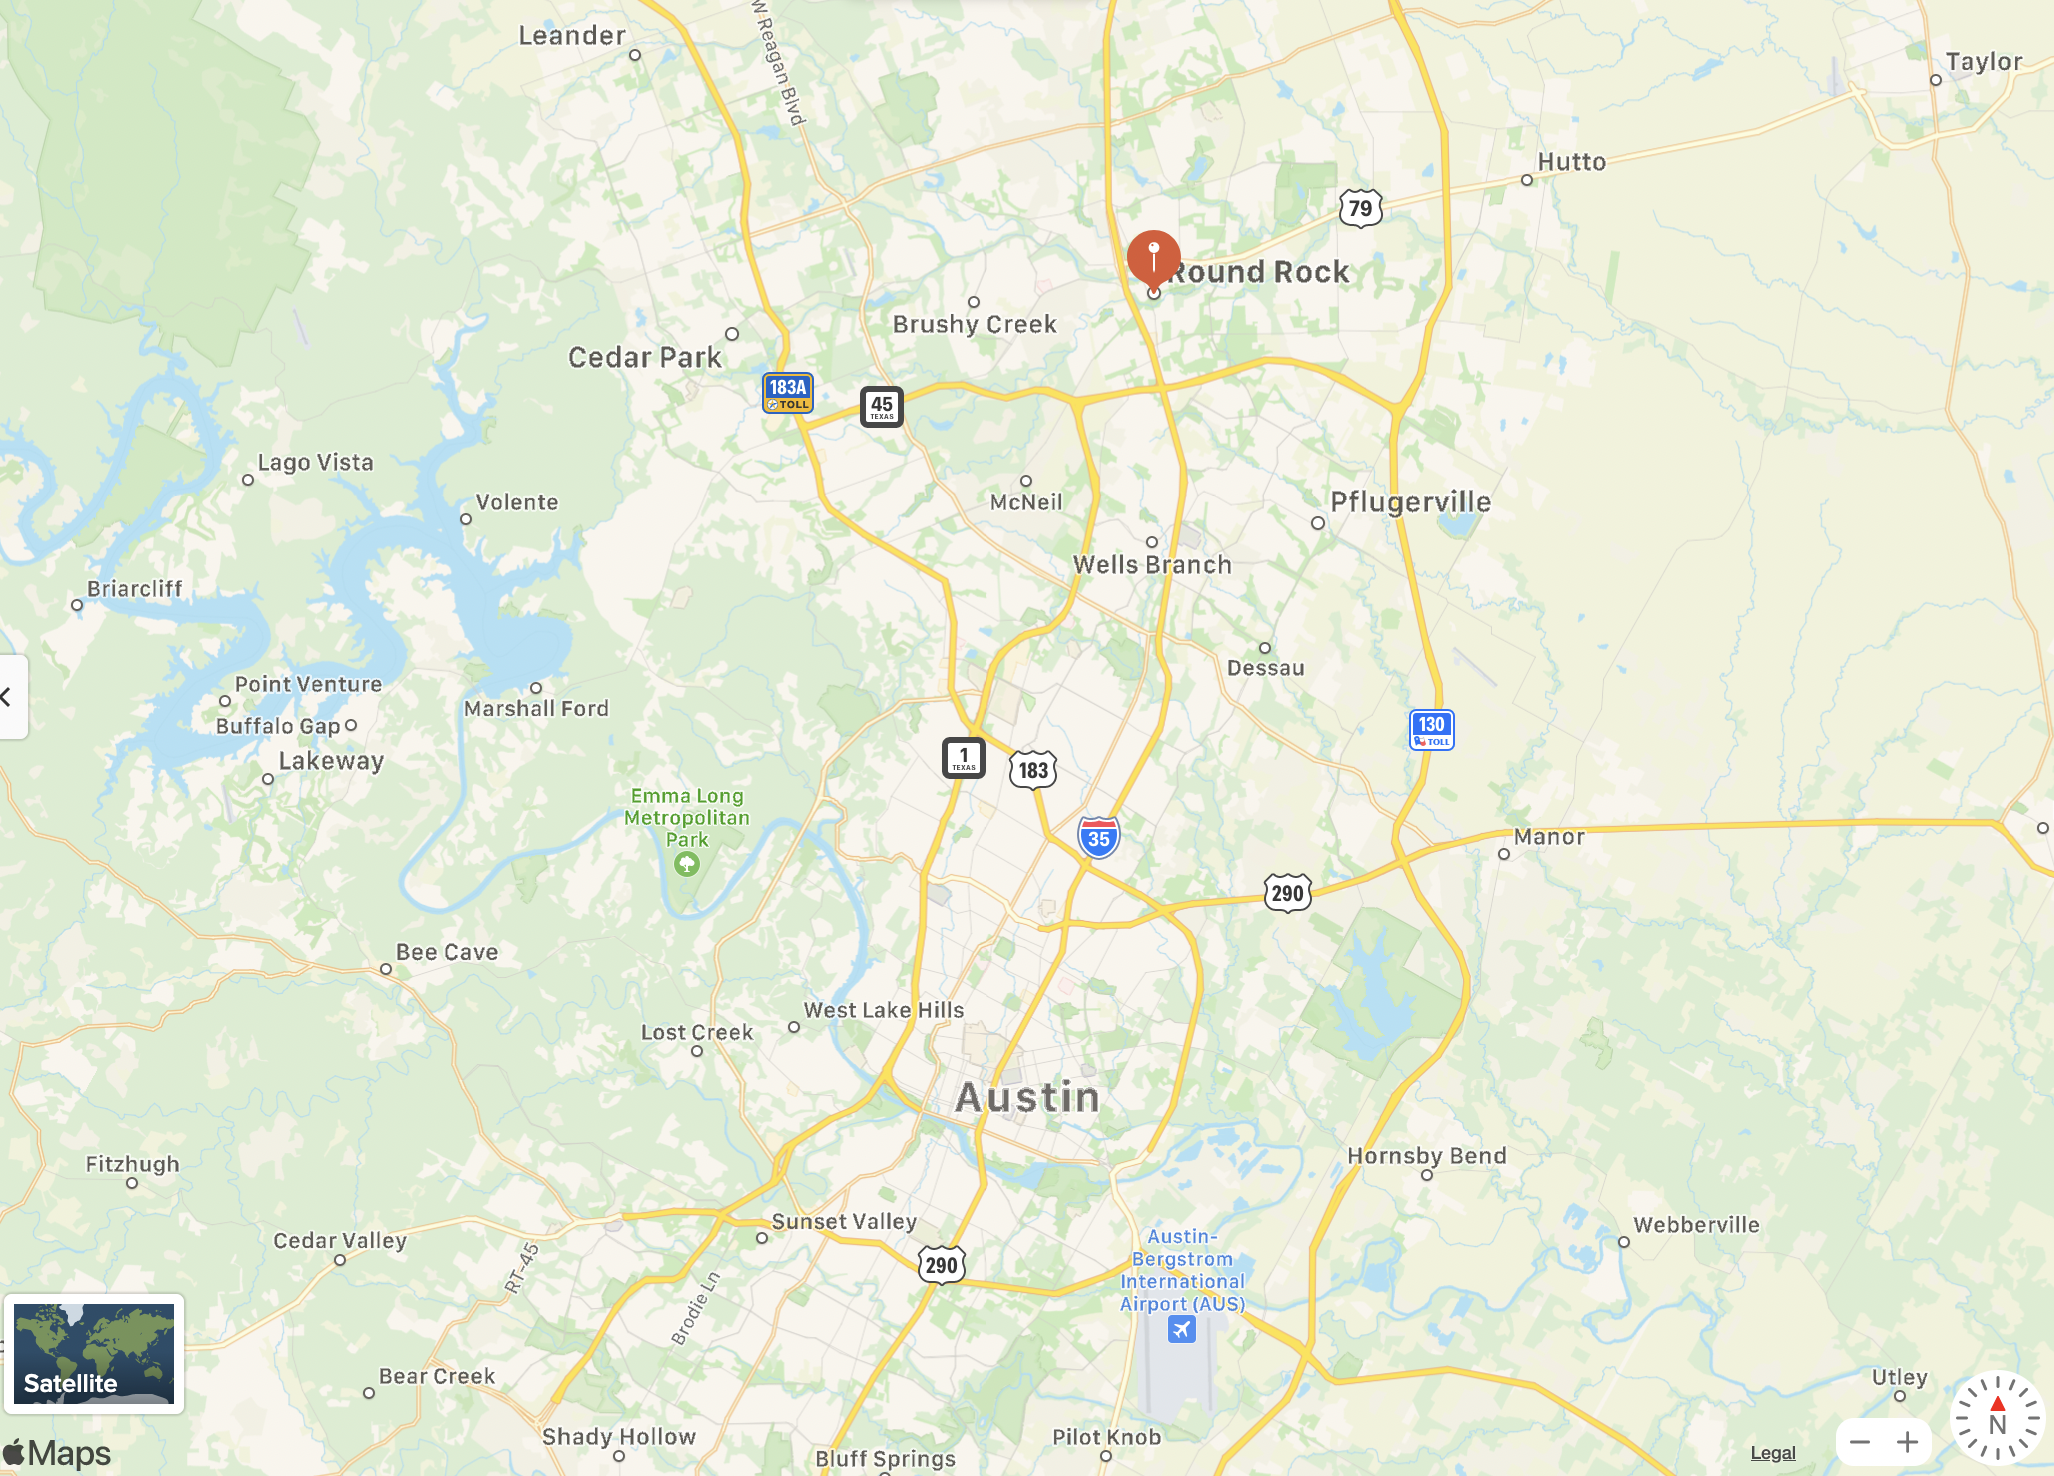 Leander
W Reagan Blvd
Taylor
Hutto
79
Round Rock
Brushy Creek
Cedar Park
183A
TOLL
45
TEXAS
Lago Vista
Volente
McNeil
Pflugerville
Wells Branch
Briarcliff
Dessau
Point Venture
Marshall Ford
Buffalo Gap
130
TOLL
Lakeway
1
TEXAS
183
Emma Long
Metropolitan
Park
35
Manor
290
Bee Cave
West Lake Hills
Lost Creek
Austin
Hornsby Bend
Fitzhugh
Sunset Valley
Webberville
Cedar Valley
RT-45
Brodie Ln
290
Austin-
Bergstrom
International
Airport (AUS)
Satellite
Bear Creek
Utley
N
Shady Hollow
Pilot Knob
Bluff Springs
Maps
Legal